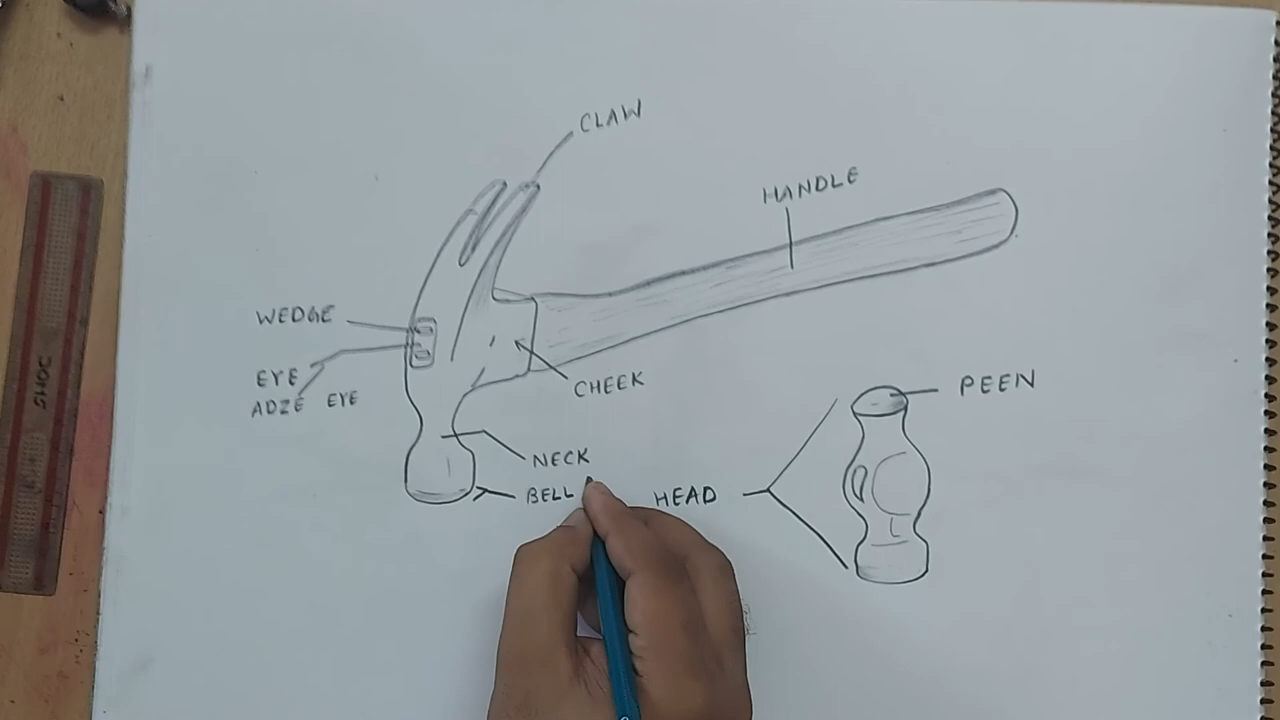 CLAW
HANDLE
WEDGE
EYE
ADZE EYE
CHEEK
PEEN
NECK
BELL
HEAD